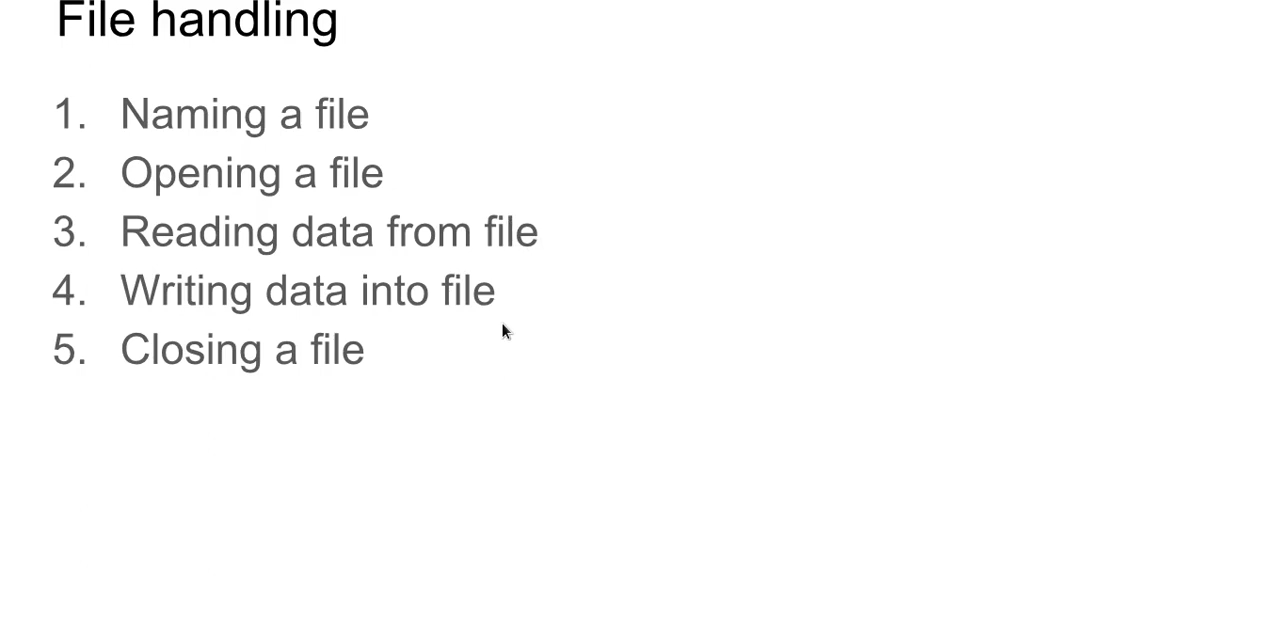 File handling
1. Naming a file
2. Opening a file
3. Reading data from file
4. Writing data into file
5. Closing a file